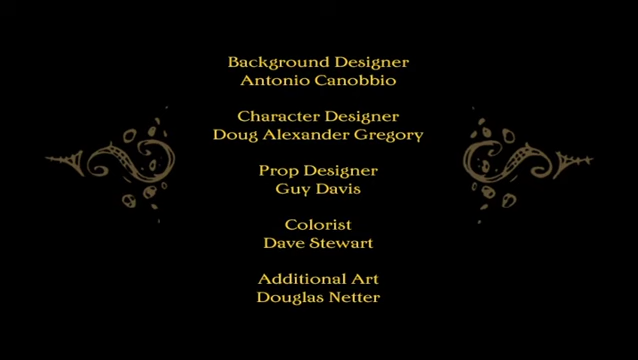 Background Designer
Antonio Canobbio
Character Designer
Doug Alexander Gregory
Prop Designer
Guy Davis
Colorist
Dave Stewart
Additional Art
Douglas Netter